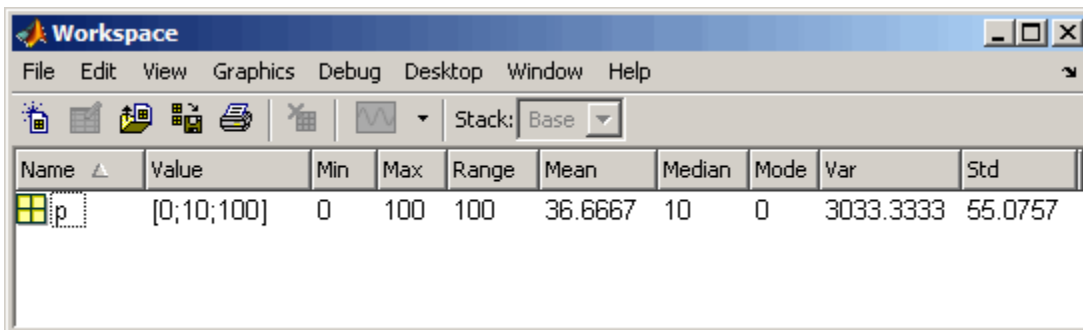 Workspace
File Edit View Graphics Debug Desktop Window Help
Stack: Base
Name Value Min Max Range Mean Median Mode Var Std
p [0;10;100] 0 100 100 36.6667 10 0 3033.3333 55.0757